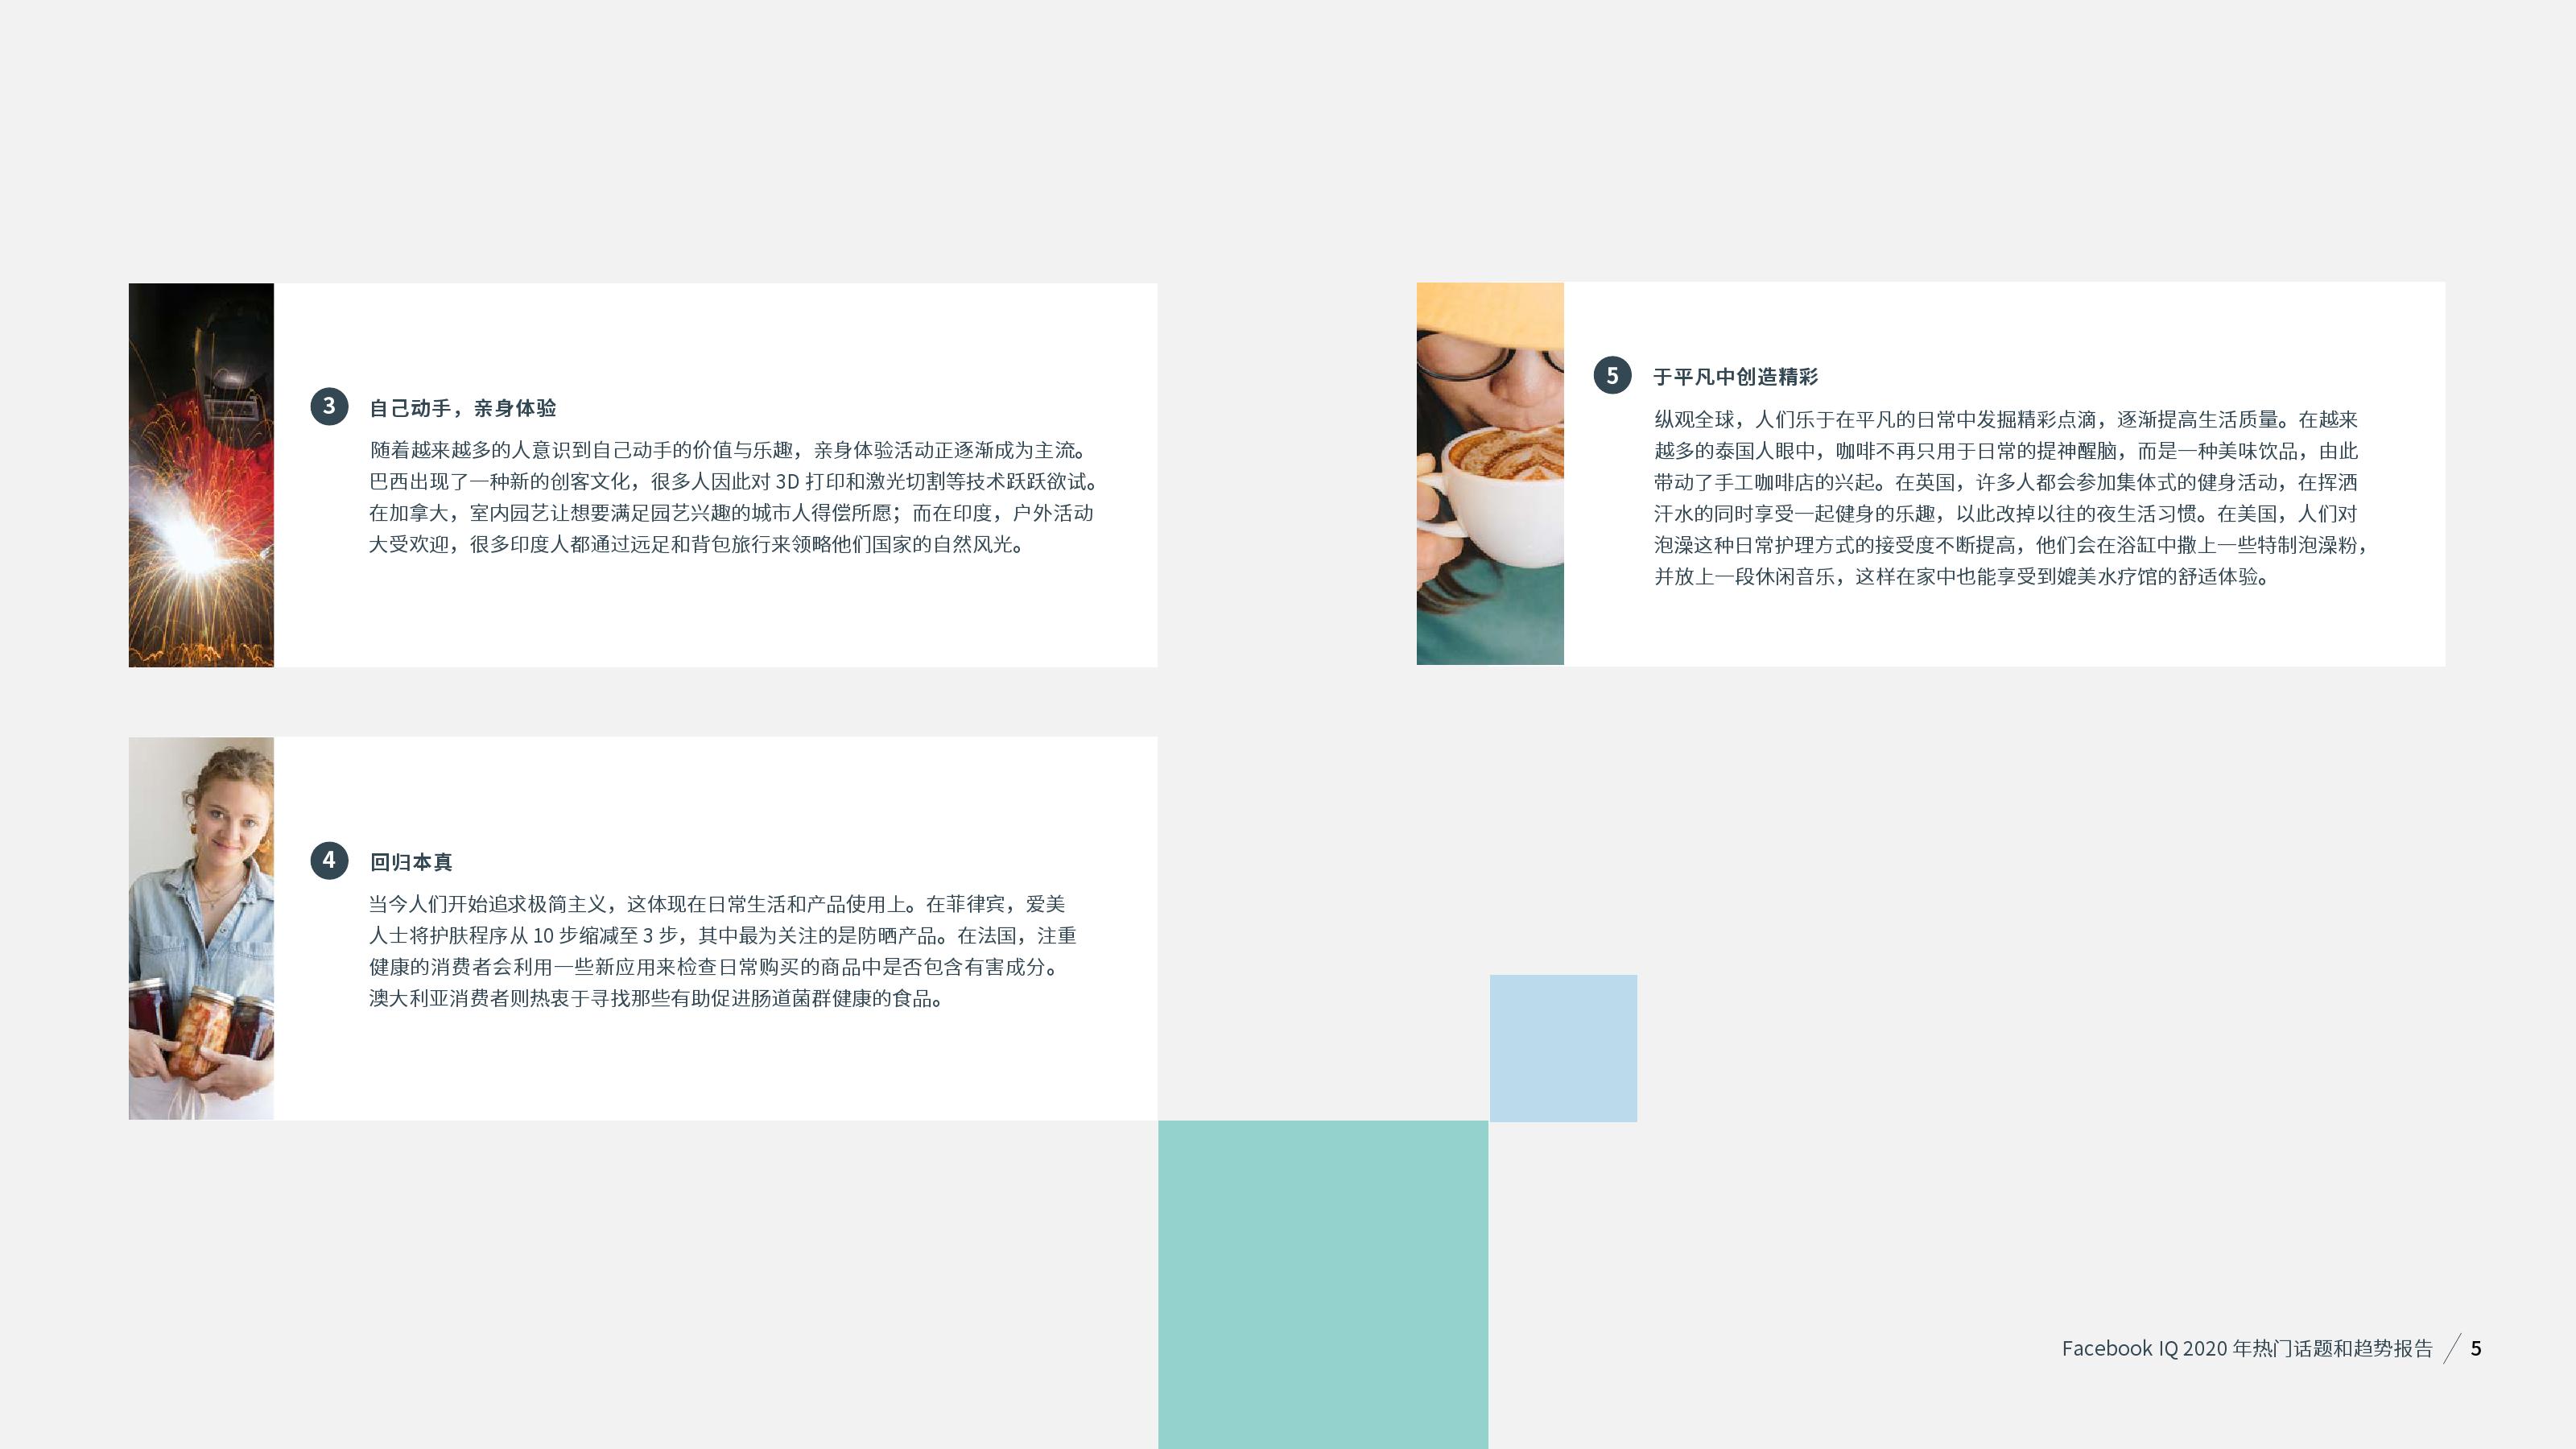 3 自己动手，亲身体验
随着越来越多的人意识到自己动手的价值与乐趣，亲身体验活动正逐渐成为主流。
巴西出现了一种新的创客文化，很多人因此对 3D 打印和激光切割等技术跃跃欲试。
在加拿大，室内园艺让想要满足园艺兴趣的城市人得偿所愿；而在印度，户外活动
大受欢迎，很多印度人都通过远足和背包旅行来领略他们国家的自然风光。
4 回归本真
当今人们开始追求极简主义，这体现在日常生活和产品使用上。在菲律宾，爱美
人士将护肤程序从 10 步缩减至 3 步，其中最为关注的是防晒产品。在法国，注重
健康的消费者会利用一些新应用来检查日常购买的商品中是否包含有害成分。
澳大利亚消费者则热衷于寻找那些有助促进肠道菌群健康的食品。
5 于平凡中创造精彩
纵观全球，人们乐于在平凡的日常中发掘精彩点滴，逐渐提高生活质量。在越来
越多的泰国人眼中，咖啡不再只用于日常的提神醒脑，而是一种美味饮品，由此
带动了手工咖啡店的兴起。在英国，许多人都会参加集体式的健身活动，在挥洒
汗水的同时享受一起健身的乐趣，以此改掉以往的夜生活习惯。在美国，人们对
泡澡这种日常护理方式的接受度不断提高，他们会在浴缸中撒上一些特制泡澡粉，
并放上一段休闲音乐，这样在家中也能享受到媲美水疗馆的舒适体验。
Facebook IQ 2020 年热门话题和趋势报告 / 5